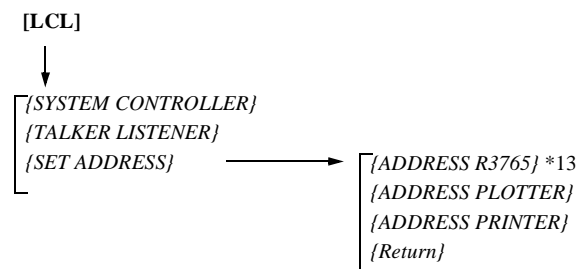 [LCL]
{SYSTEM CONTROLLER}
{TALKER LISTENER}
{SET ADDRESS}
{ADDRESS R3765} *13
{ADDRESS PLOTTER}
{ADDRESS PRINTER}
{Return}